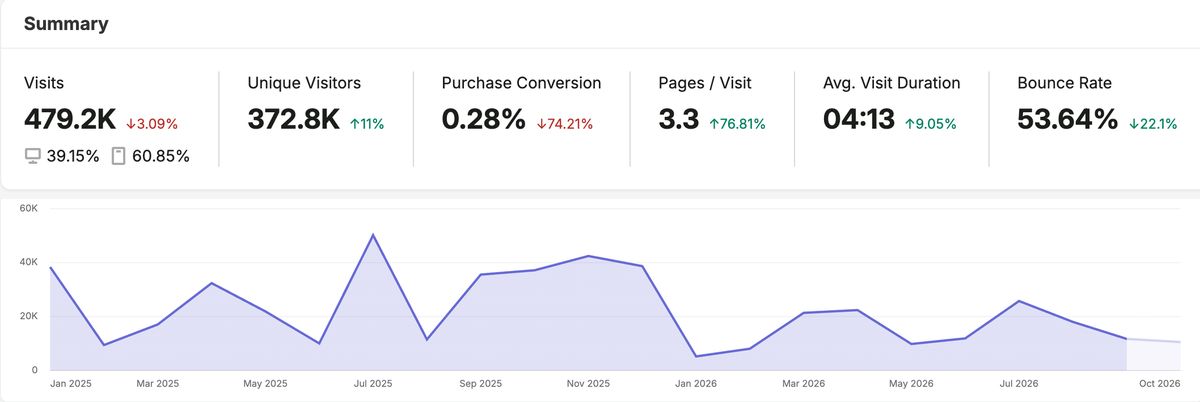 Summary
Visits
479.2K ↓3.09%
39.15% 60.85%
Unique Visitors
372.8K ↑11%
Purchase Conversion
0.28% ↓74.21%
Pages / Visit
3.3 ↑76.81%
Avg. Visit Duration
04:13 ↑9.05%
Bounce Rate
53.64% ↓22.1%
60K
40K
20K
0
Jan 2025 Mar 2025 May 2025 Jul 2025 Sep 2025 Nov 2025 Jan 2026 Mar 2026 May 2026 Jul 2026 Oct 2026